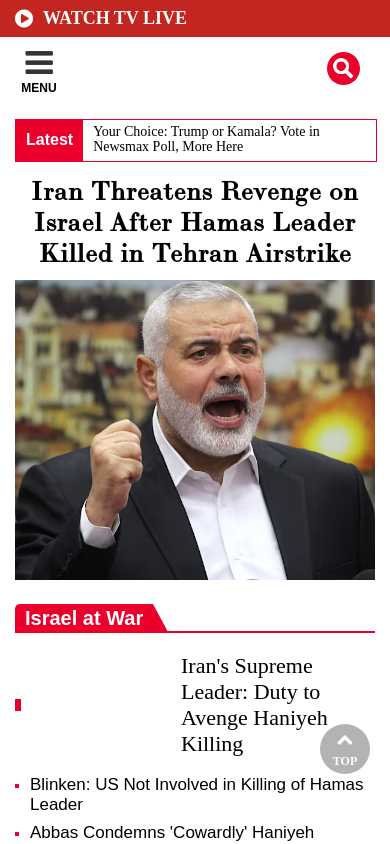 WATCH TV LIVE
MENU
Latest
Your Choice: Trump or Kamala? Vote in
Newsmax Poll, More Here
Iran Threatens Revenge on
Israel After Hamas Leader
Killed in Tehran Airstrike
Israel at War
Iran's Supreme
Leader: Duty to
Avenge Haniyeh
Killing
TOP
Blinken: US Not Involved in Killing of Hamas
Leader
Abbas Condemns 'Cowardly' Haniyeh